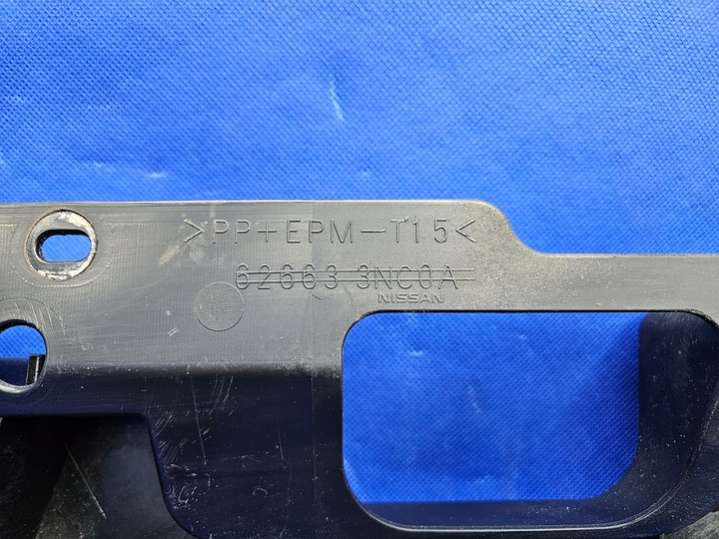 >PP+EPM-T15<
62663 3NC0A
NISSAN